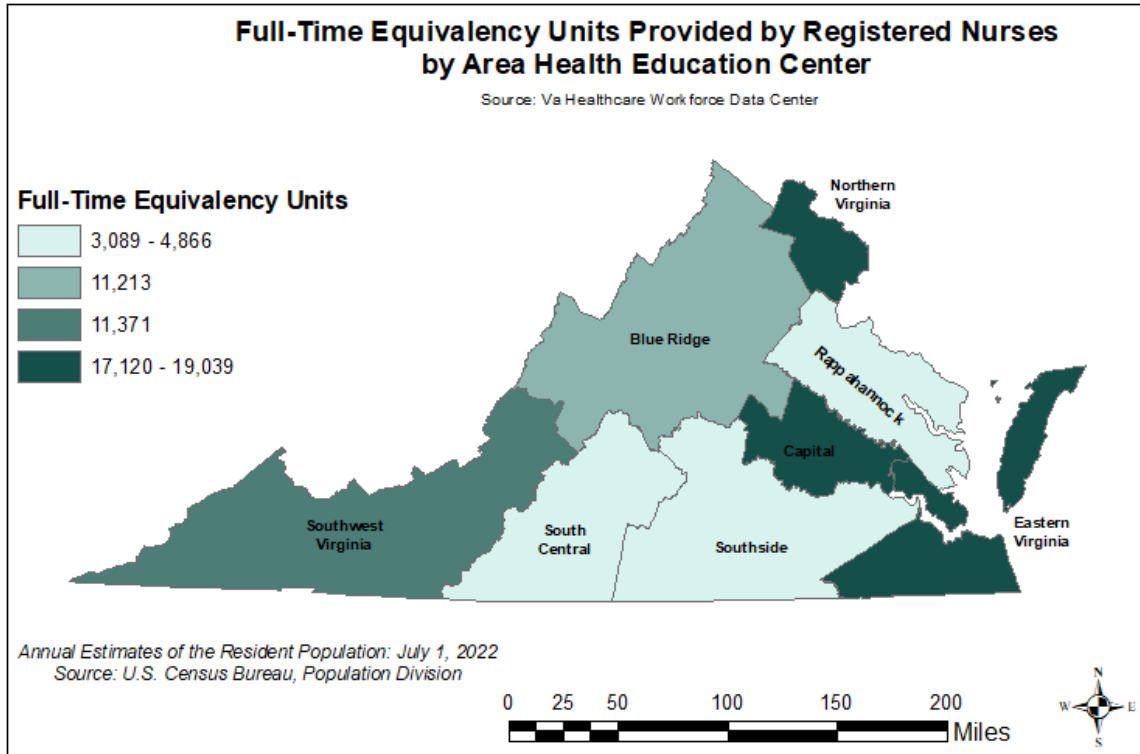 Full-Time Equivalency Units Provided by Registered Nurses
by Area Health Education Center
Source: Va Healthcare Workforce Data Center
Full-Time Equivalency Units
3,089 - 4,866
11,213
11,371
17,120 - 19,039
Northern
Virginia
Blue Ridge
Rappahannock
Capital
Southwest
Virginia
South
Central
Southside
Eastern
Virginia
Annual Estimates of the Resident Population: July 1, 2022
Source: U.S. Census Bureau, Population Division
0 25 50 100 150 200
Miles
N
W E
S